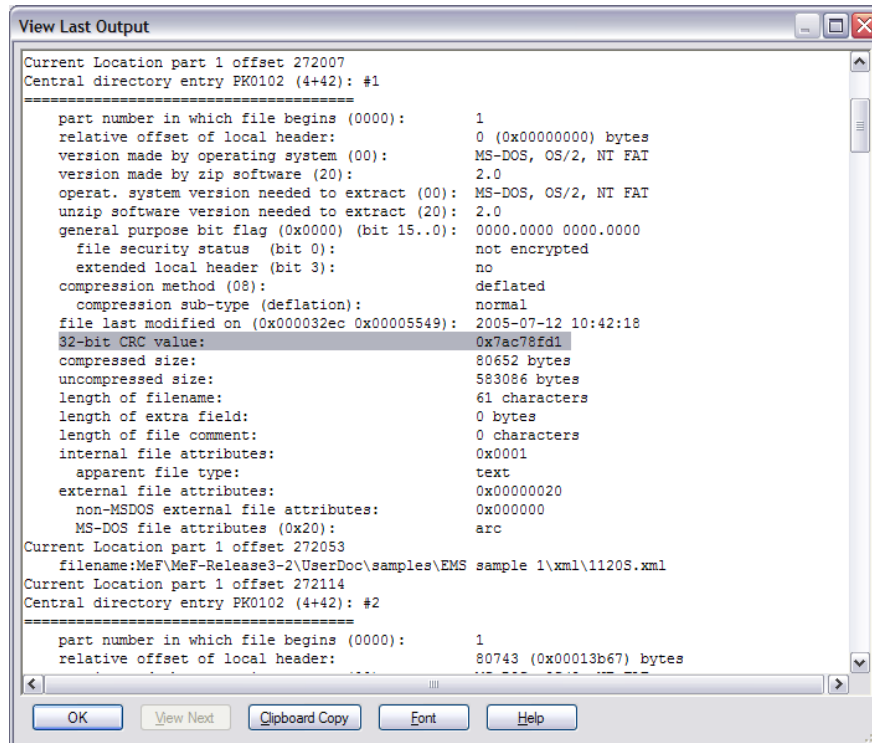 View Last Output
Current Location part 1 offset 272007
Central directory entry PK0102 (4+42): #1
======================================
part number in which file begins (0000): 1
relative offset of local header: 0 (0x00000000) bytes
version made by operating system (00): MS-DOS, OS/2, NT FAT
version made by zip software (20): 2.0
operat. system version needed to extract (00): MS-DOS, OS/2, NT FAT
unzip software version needed to extract (20): 2.0
general purpose bit flag (0x0000) (bit 15..0): 0000.0000 0000.0000
file security status (bit 0): not encrypted
extended local header (bit 3): no
compression method (08): deflated
compression sub-type (deflation): normal
file last modified on (0x000032ec 0x00005549): 2005-07-12 10:42:18
32-bit CRC value: 0x7ac78fd1
compressed size: 80652 bytes
uncompressed size: 583086 bytes
length of filename: 61 characters
length of extra field: 0 bytes
length of file comment: 0 characters
internal file attributes: 0x0001
apparent file type: text
external file attributes: 0x00000020
non-MSDOS external file attributes: 0x000000
MS-DOS file attributes (0x20): arc
Current Location part 1 offset 272053
filename:MeF\MeF-Release3-2\UserDoc\samples\EMS sample 1\xml\1120S.xml
Current Location part 1 offset 272114
Central directory entry PK0102 (4+42): #2
======================================
part number in which file begins (0000): 1
relative offset of local header: 80743 (0x00013b67) bytes
OK
View Next
Clipboard Copy
Font
Help